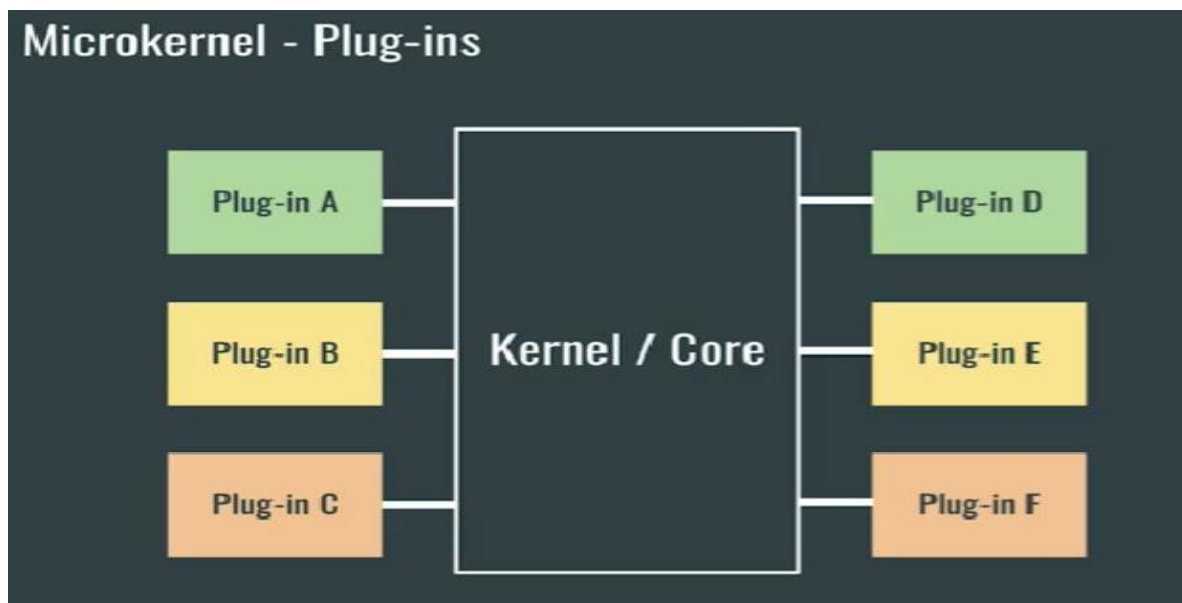 Microkernel - Plug-ins
Plug-in A
Plug-in D
Plug-in B
Kernel / Core
Plug-in E
Plug-in C
Plug-in F